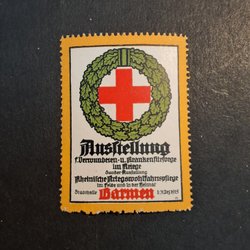 Ausstellung
f. Verwundeten- u. Krankenfürsorge
im Kriege
Sonder-Ausstellung
Rheinische Kriegswohlfahrtspflege
im Felde und in der Heimat
Barmen